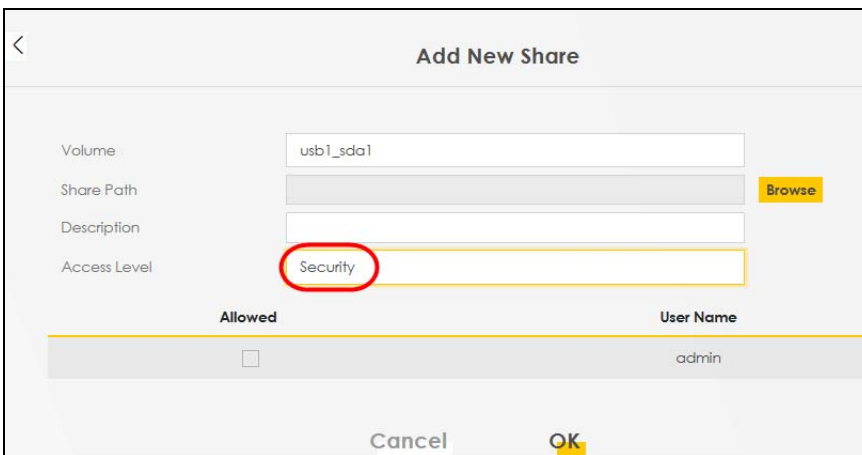 Add New Share
Volume usb1_sda1
Share Path Browse
Description
Access Level Security
Allowed User Name
admin
Cancel OK